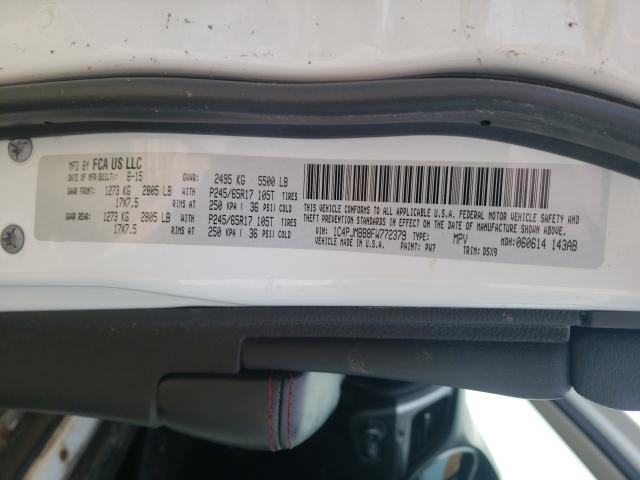 MFD BY FCA US LLC
DATE OF MFR(BUILT): 6-15 GVWR: 2495 KG 5500 LB
GAWR FRONT: 1273 KG 2805 LB WITH P245/65R17 105T TIRES
17X7.5 RIMS AT 250 KPA ( 36 PSI) COLD
GAWR REAR: 1273 KG 2805 LB WITH P245/65R17 105T TIRES
17X7.5 RIMS AT 250 KPA ( 36 PSI) COLD
THIS VEHICLE CONFORMS TO ALL APPLICABLE U.S.A. FEDERAL MOTOR VEHICLE SAFETY AND
THEFT PREVENTION STANDARDS IN EFFECT ON THE DATE OF MANUFACTURE SHOWN ABOVE.
VEHICLE MADE IN U.S.A.
VIN: 1C4PJMBB8FW772379 TYPE: MPV MDH: 060614 143AB
PAINT: PW7 TRIM: D5X9